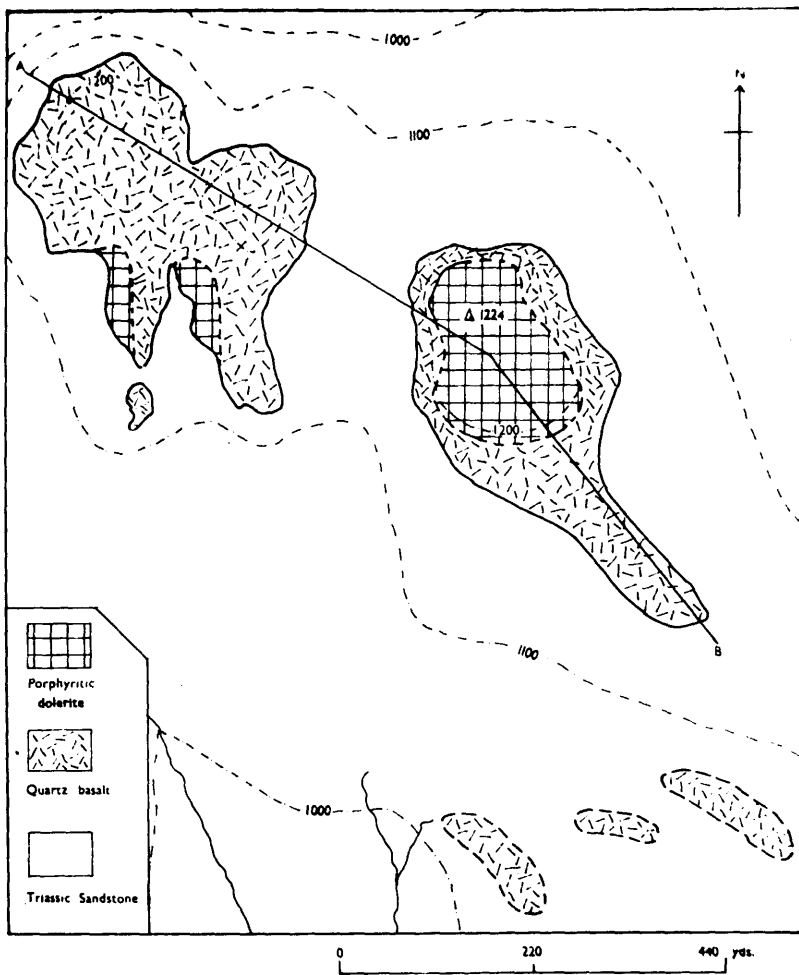 1000
A
1200
N
1100
Δ 1224
1200
B
1100
Porphyritic
dolerite
Quartz basalt
1000
Triassic Sandstone
0 220 440 yds.